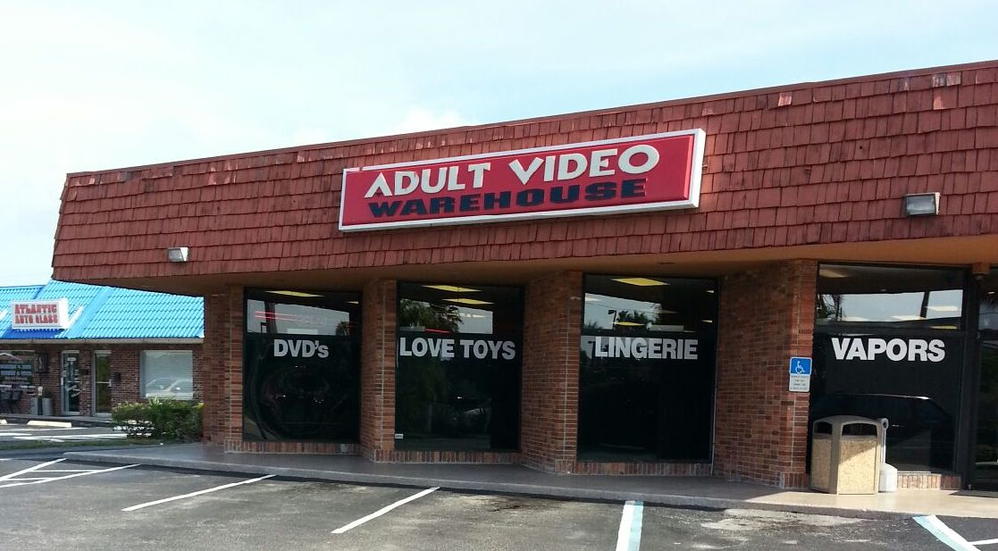 ADULT VIDEO
WAREHOUSE
ATLANTIC
AUTO GLASS
DVD's
LOVE TOYS
LINGERIE
VAPORS